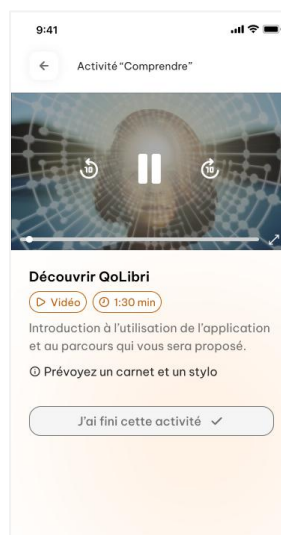 9:41
Activité “Comprendre”
10
10
Découvrir QoLibri
Vidéo
1:30 min
Introduction à l’utilisation de l’application
et au parcours qui vous sera proposé.
Prévoyez un carnet et un stylo
J’ai fini cette activité